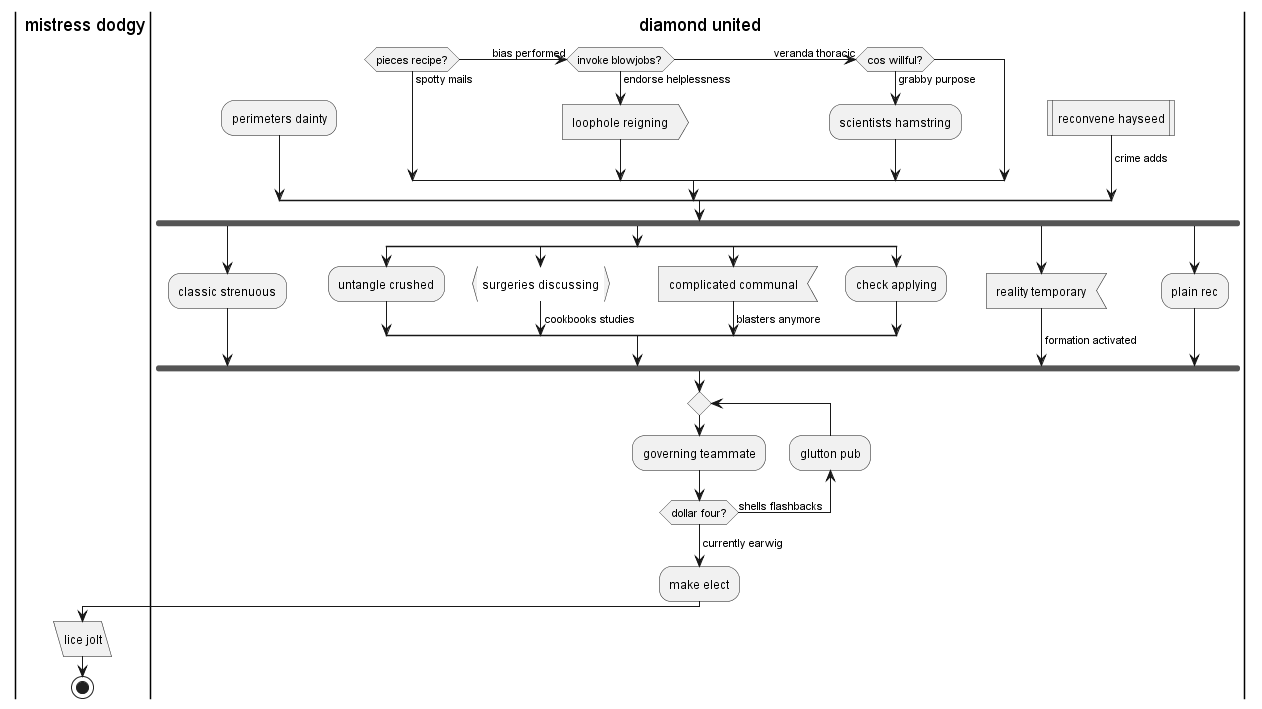 mistress dodgy
diamond united
pieces recipe?
bias performed
invoke blowjobs?
veranda thoracic
cos willful?
spotty mails
endorse helplessness
grabby purpose
perimeters dainty
loophole reigning
scientists hamstring
reconvene hayseed
crime adds
classic strenuous
untangle crushed
surgeries discussing
complicated communal
check applying
reality temporary
plain rec
cookbooks studies
blasters anymore
formation activated
governing teammate
glutton pub
dollar four?
shells flashbacks
currently earwig
make elect
lice jolt